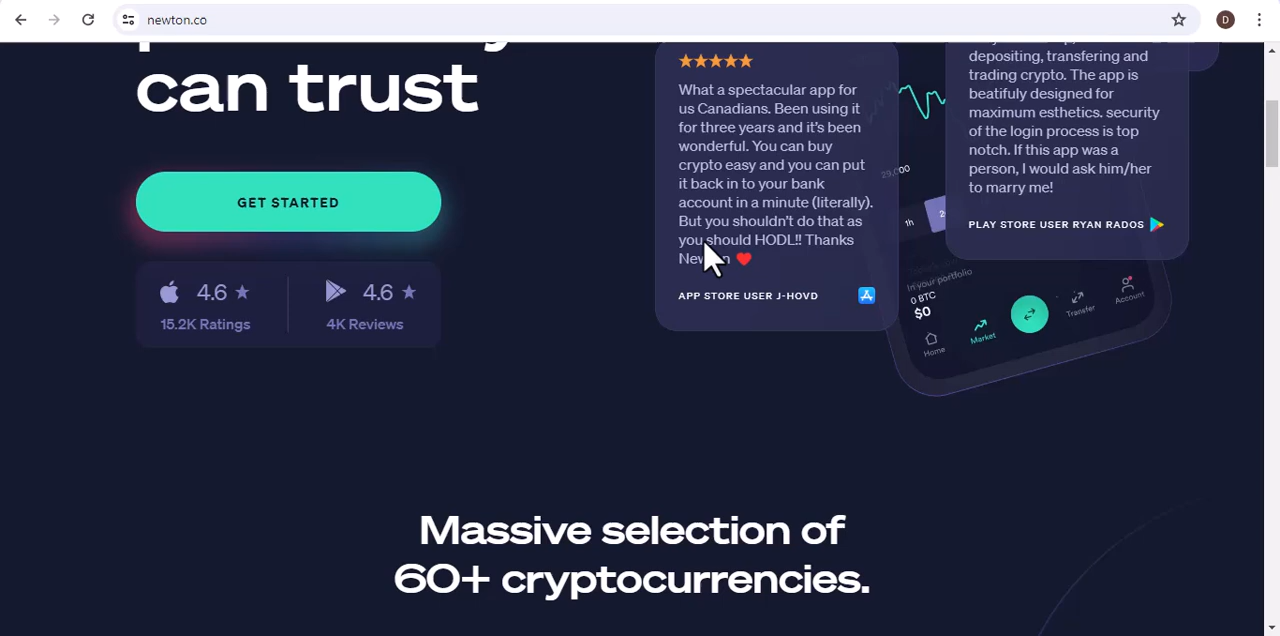 newton.co
D
can trust
GET STARTED
4.6
15.2K Ratings
4.6
4K Reviews
What a spectacular app for
us Canadians. Been using it
for three years and it's been
wonderful. You can buy
crypto easy and you can put
it back in to your bank
account in a minute (literally).
But you shouldn't do that as
you should HODL!! Thanks
APP STORE USER J-HOVD
depositing, transfering and
trading crypto. The app is
beatifuly designed for
maximum esthetics. security
of the login process is top
notch. If this app was a
person, I would ask him/her
to marry me!
PLAY STORE USER RYAN RADOS
29,000
1h
In your portfolio
0 BTC
$0
Home
Market
Transfer
Account
Massive selection of
60+ cryptocurrencies.